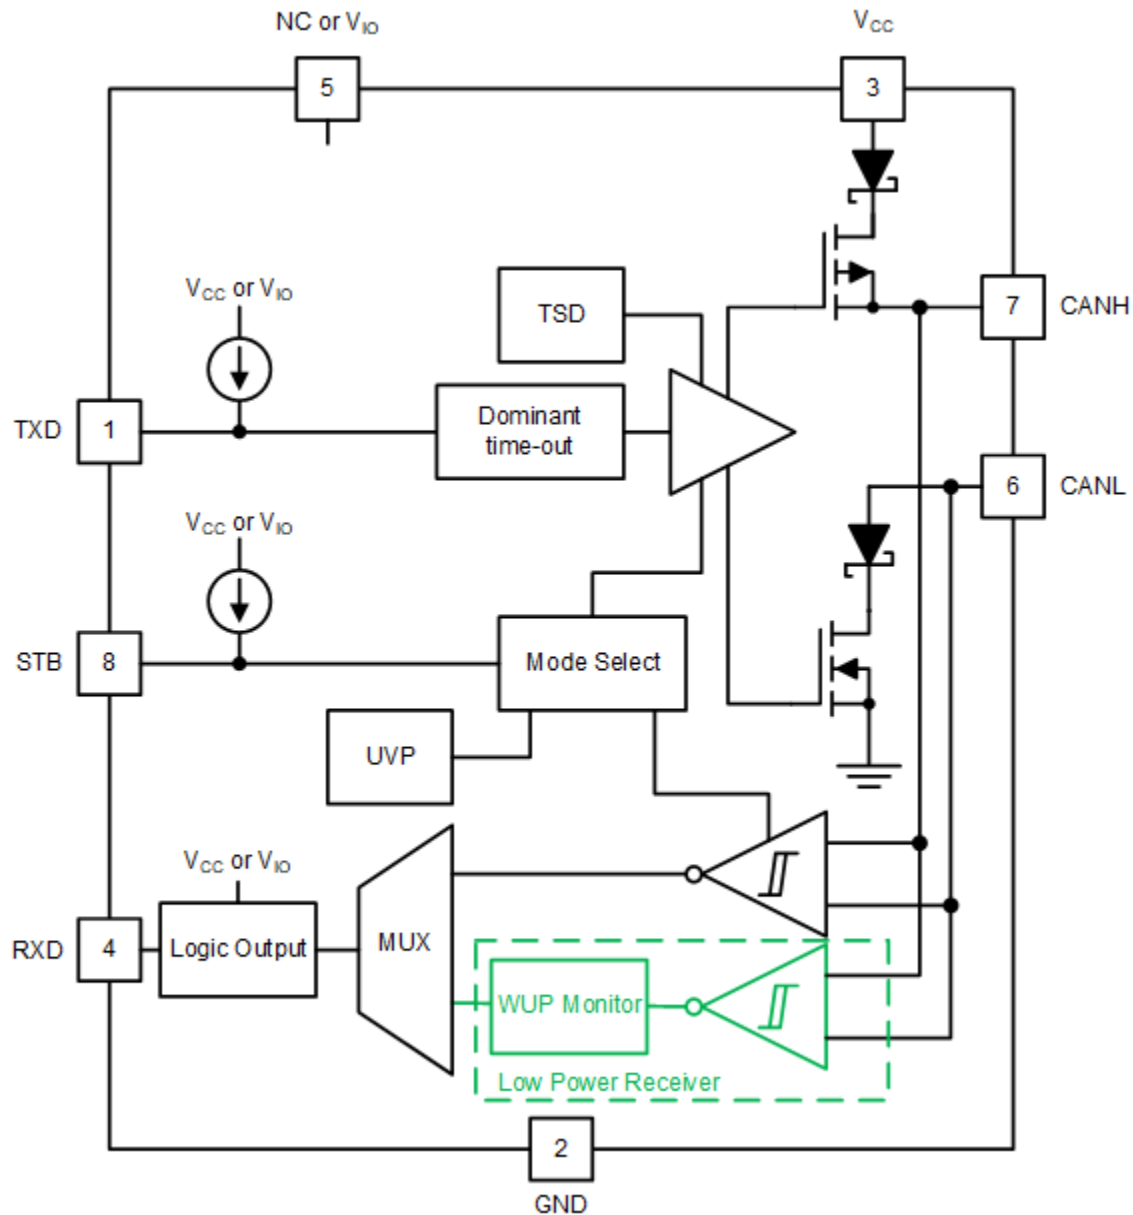 NC or VIO
VCC
5
3
VCC or VIO
TSD
7
CANH
TXD
1
Dominant
time-out
6
CANL
VCC or VIO
STB
8
Mode Select
UVP
VCC or VIO
RXD
4
Logic Output
MUX
WUP Monitor
Low Power Receiver
2
GND